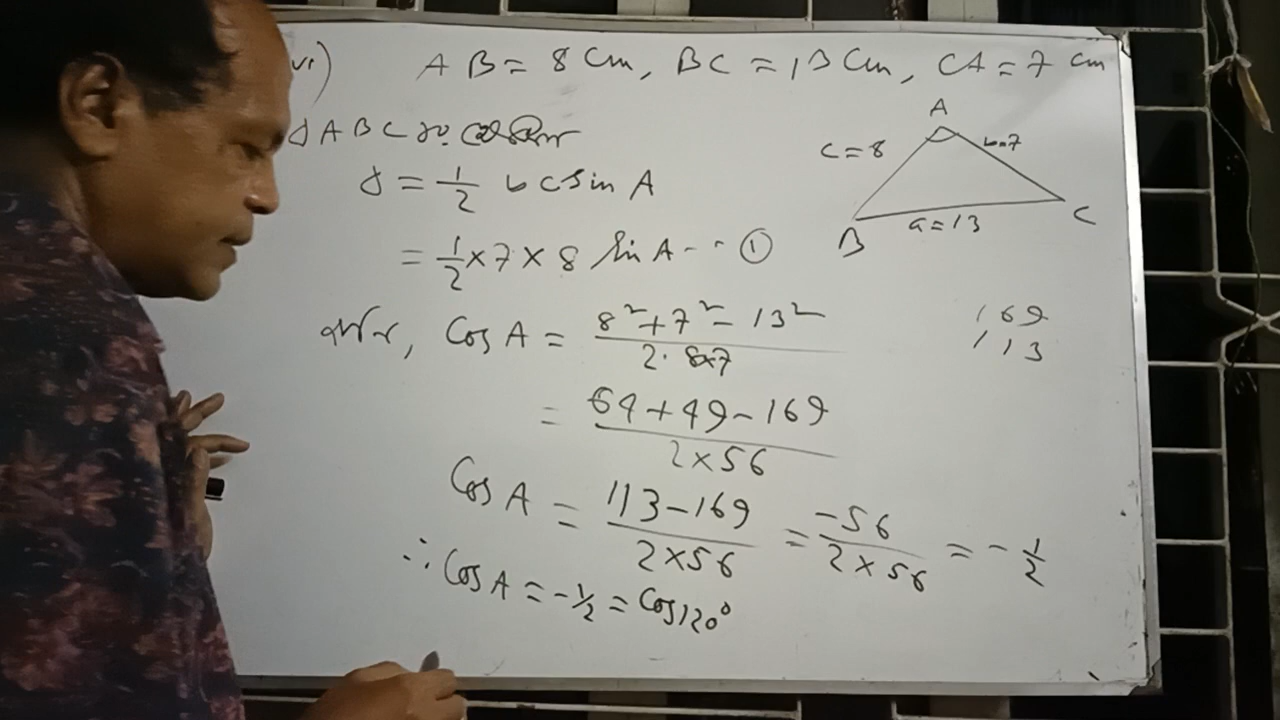 vi) AB = 8 cm, BC = 13 cm, CA = 7 cm
A
c = 8
b=7
B
a = 13
C
ABC
= 1/2 bc sin A
= 1/2 × 7 × 8 sin A -- ①
Cos A = (8² + 7² - 13²) / (2. 8×7)
169
113
= (64 + 49 - 169) / (2×56)
Cos A = (113 - 169) / (2×56) = -56 / (2×56) = - 1/2
∴ Cos A = - 1/2 = Cos 120°